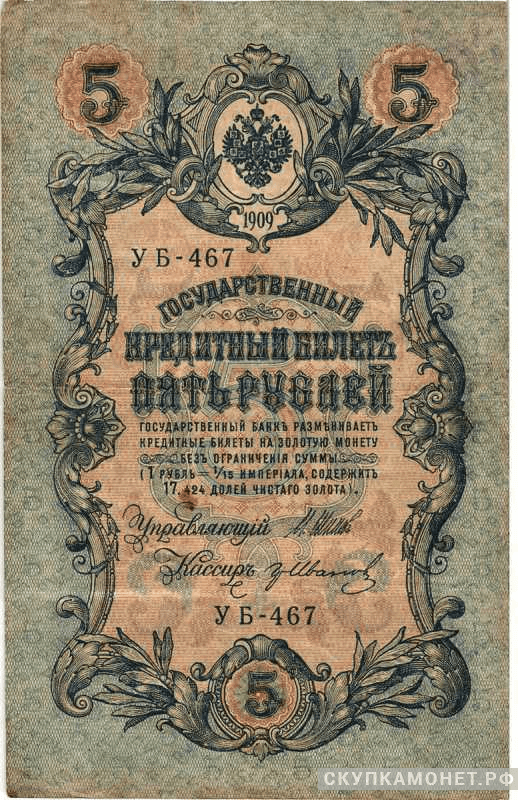 5 5
1909
УБ-467
ГОСУДАРСТВЕННЫЙ
КРЕДИТНЫЙ БИЛЕТЪ
ПЯТЬ РУБЛЕЙ
ГОСУДАРСТВЕННЫЙ БАНКЪ РАЗМѢНИВАЕТЪ
КРЕДИТНЫЕ БИЛЕТЫ НА ЗОЛОТУЮ МОНЕТУ
БЕЗЪ ОГРАНИЧЕНІЯ СУММЫ
(1 РУБЛЬ = 1/15 ИМПЕРІАЛА, СОДЕРЖИТЪ
17,424 ДОЛЕЙ ЧИСТАГО ЗОЛОТА).
Управляющій
Кассиръ Гр Ивановъ
УБ-467
5
СКУПКАМОНЕТ.РФ